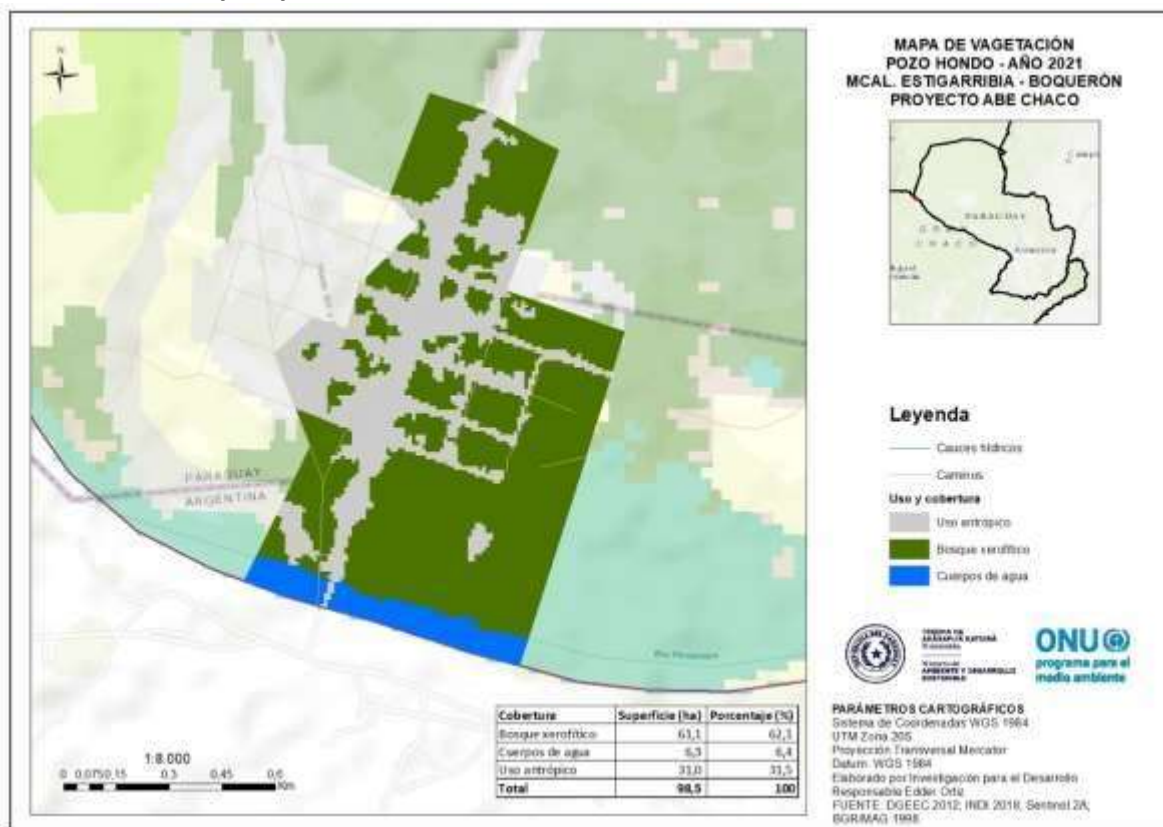 MAPA DE VAGETACIÓN
POZO HONDO - AÑO 2021
MCAL. ESTIGARRIBIA - BOQUERÓN
PROYECTO ABE CHACO
N
PARAGUAY
CHACO
PARAGUAY
ARGENTINA
Leyenda
Cauces hídricos
Caminos
Uso y cobertura
Uso antrópico
Bosque xerofítico
Cuerpos de agua
AMBIENTE Y DESARROLLO
SOSTENIBLE
ONU
programa para el
medio ambiente
Cobertura Superficie (ha) Porcentaje (%)
Bosque xerofítico 61,1 62,1
Cuerpos de agua 6,3 6,4
Uso antrópico 31,0 31,5
Total 98,5 100
1:8.000
0 0,075 0,15 0,3 0,45 0,6
Km
PARÁMETROS CARTOGRÁFICOS
Sistema de Coordenadas WGS 1984
UTM Zona 20S
Proyección Transversal Mercator
Datum: WGS 1984
Elaborado por Investigación para el Desarrollo
Responsable Edder Ortiz
FUENTE: DGEEC 2012; INDI 2018; Sentinel 2A;
BGR/MAG 1998